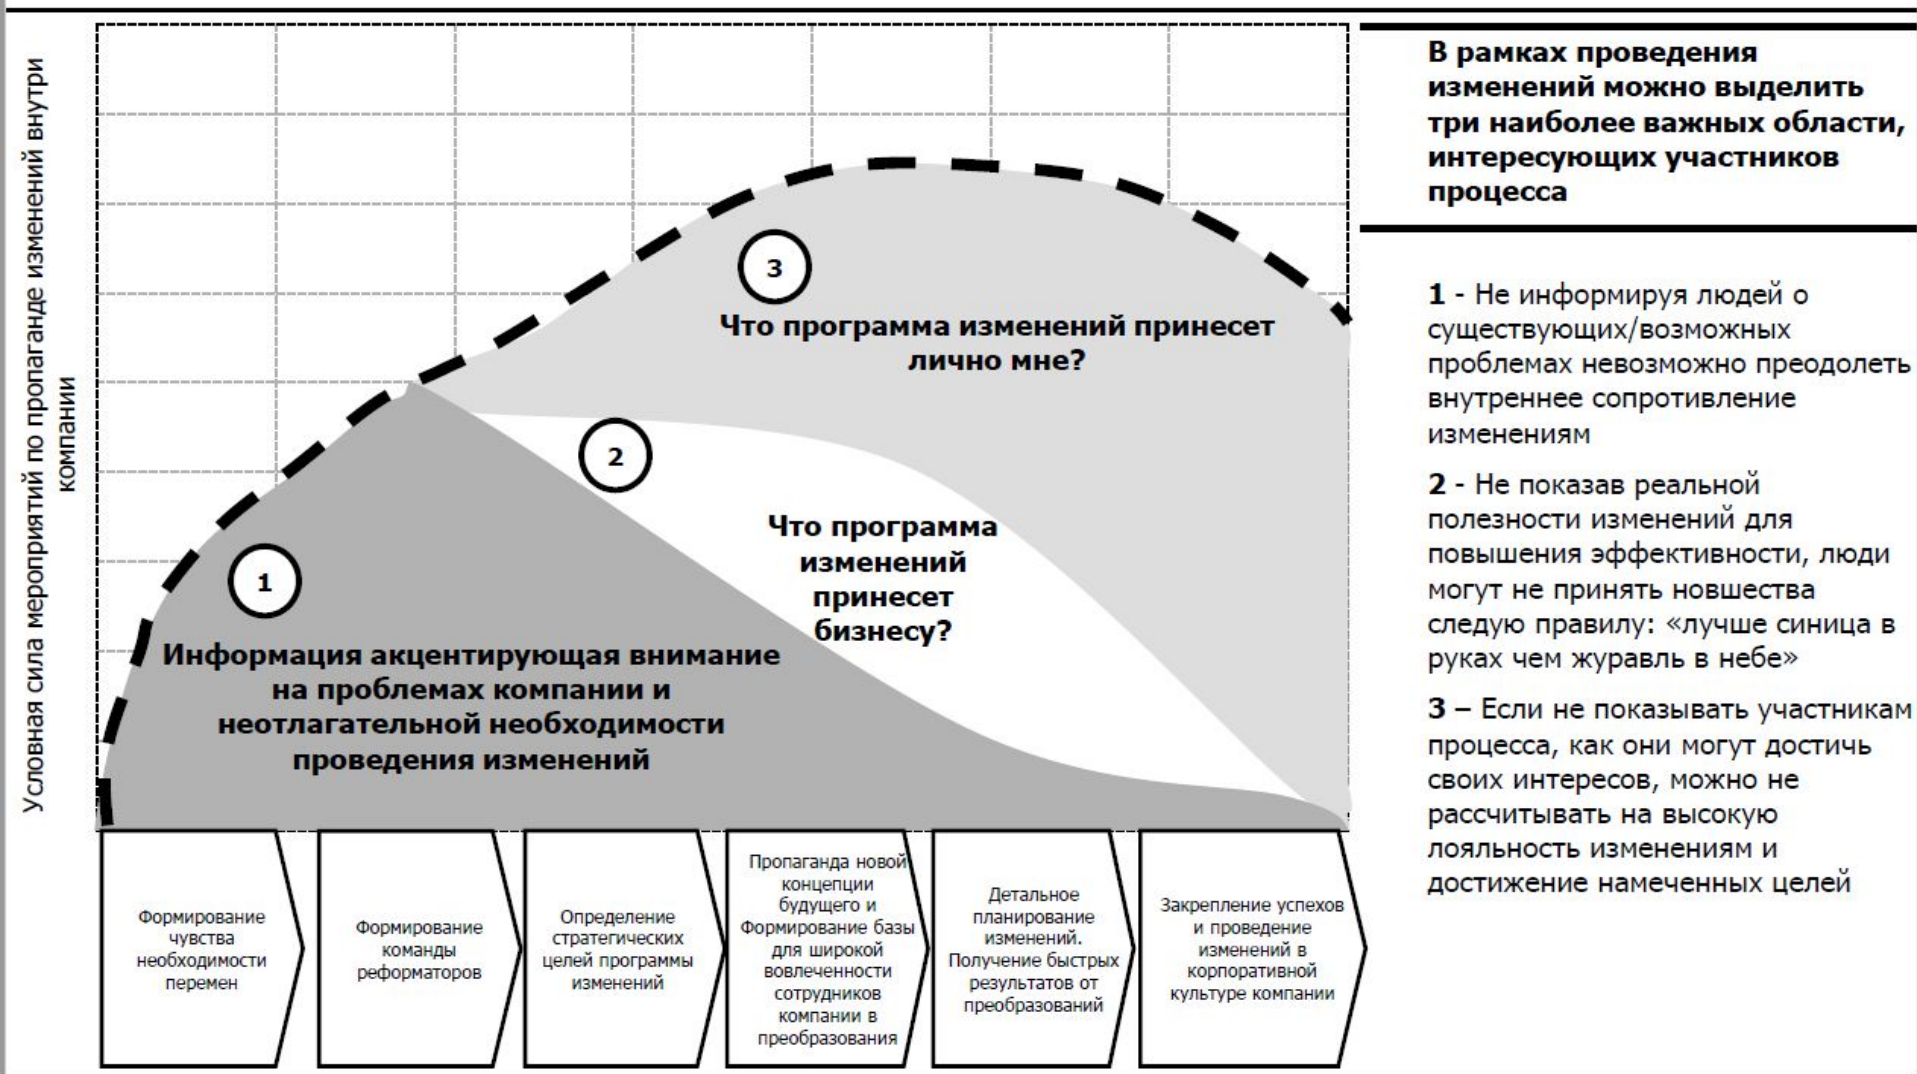 Условная сила мероприятий по пропаганде изменений внутри
компании
3
Что программа изменений принесет
лично мне?
2
Что программа
изменений
принесет
бизнесу?
1
Информация акцентирующая внимание
на проблемах компании и
неотлагательной необходимости
проведения изменений
Формирование
чувства
необходимости
перемен
Формирование
команды
реформаторов
Определение
стратегических
целей программы
изменений
Пропаганда новой
концепции
будущего и
Формирование базы
для широкой
вовлеченности
сотрудников
компании в
преобразования
Детальное
планирование
изменений.
Получение быстрых
результатов от
преобразований
Закрепление успехов
и проведение
изменений в
корпоративной
культуре компании
В рамках проведения
изменений можно выделить
три наиболее важных области,
интересующих участников
процесса
1 - Не информируя людей о
существующих/возможных
проблемах невозможно преодолеть
внутреннее сопротивление
изменениям
2 - Не показав реальной
полезности изменений для
повышения эффективности, люди
могут не принять новшества
следую правилу: «лучше синица в
руках чем журавль в небе»
3 – Если не показывать участникам
процесса, как они могут достичь
своих интересов, можно не
рассчитывать на высокую
лояльность изменениям и
достижение намеченных целей